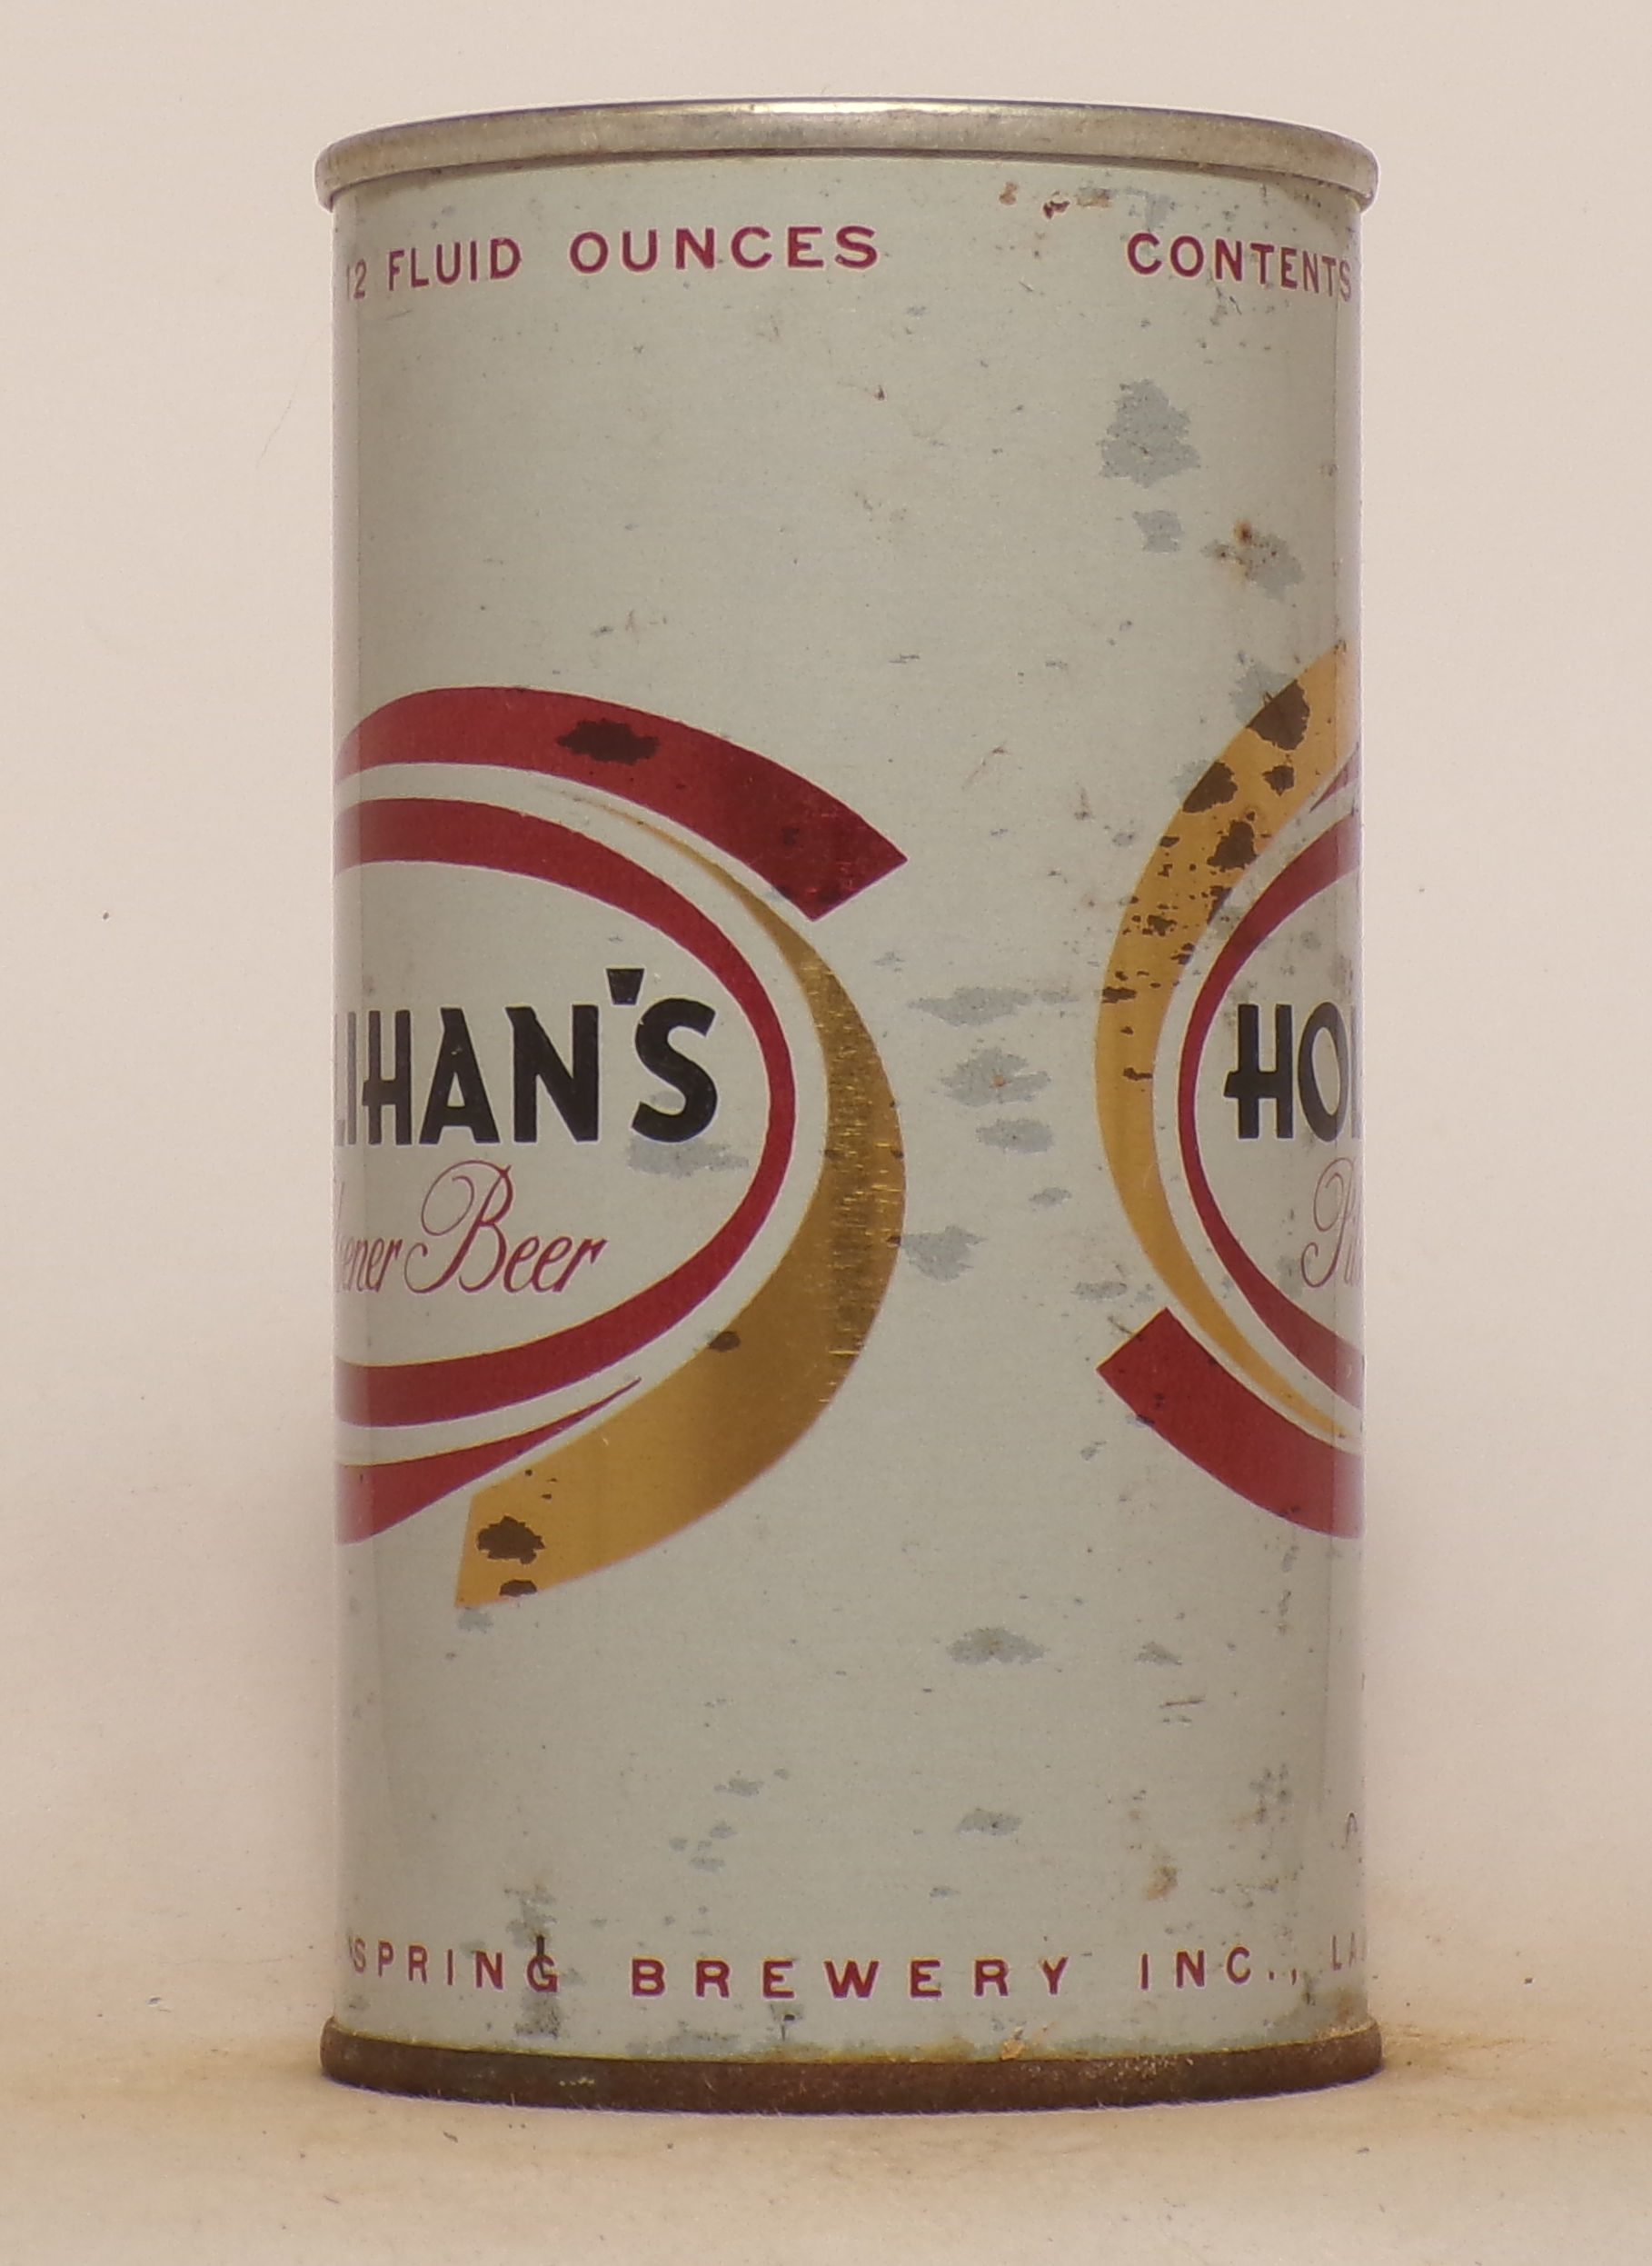 12 FLUID OUNCES CONTENTS
LIHAN'S
ener Beer
HO
SPRING BREWERY INC., LA